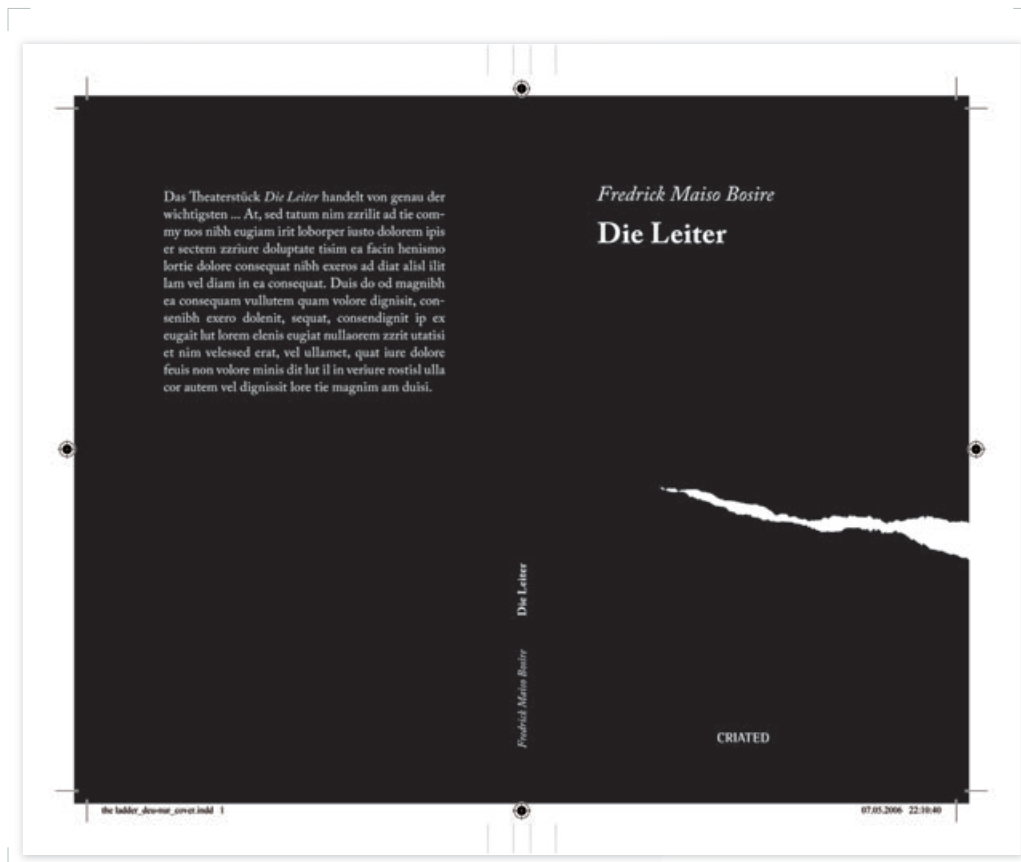 Das Theaterstück Die Leiter handelt von genau der
wichtigsten ... At, sed tatum nim zzrilit ad tie com-
my nos nibh eugiam irit loborper iusto dolorem ipis
er sectem zzriure doluptate tisim ea facin henismo
lortie dolore consequat nibh exeros ad diat alisl ilit
lam vel diam in ea consequat. Duis do od magnibh
ea consequam vullutem quam volore dignisit, con-
senibh exero dolenit, sequat, consendignit ip ex
eugait lut lorem elenis eugiat nullaorem zzrit utatisi
et nim velessed erat, vel ullamet, quat iure dolore
feuis non volore minis dit lut il in veriure rostisl ulla
cor autem vel dignissit lore tie magnim am duisi.
Fredrick Maiso Bosire
Die Leiter
Fredrick Maiso Bosire
Die Leiter
CRIATED
the ladder_deu-nur_cover.indd 1
07.05.2006 22:10:40